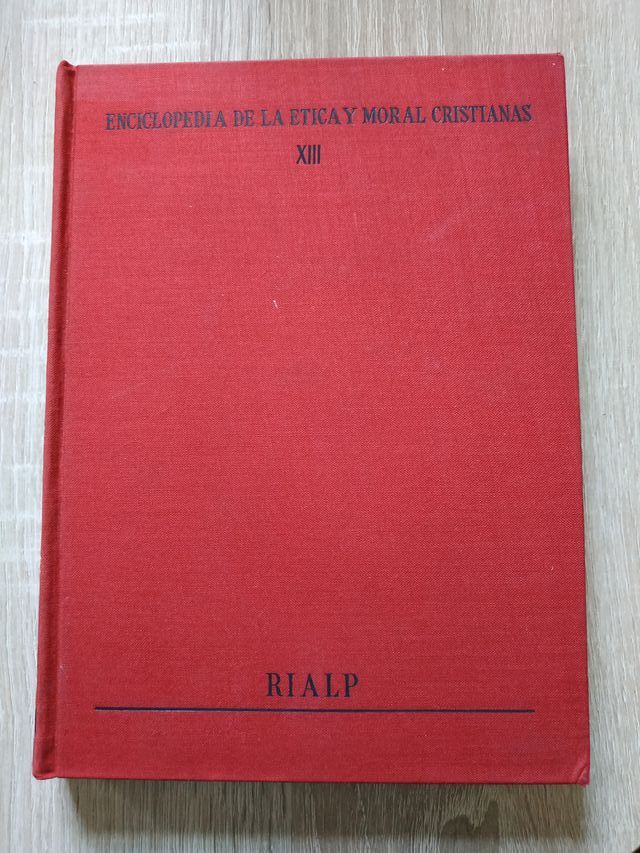 ENCICLOPEDIA DE LA ETICA Y MORAL CRISTIANAS
XIII
RIALP